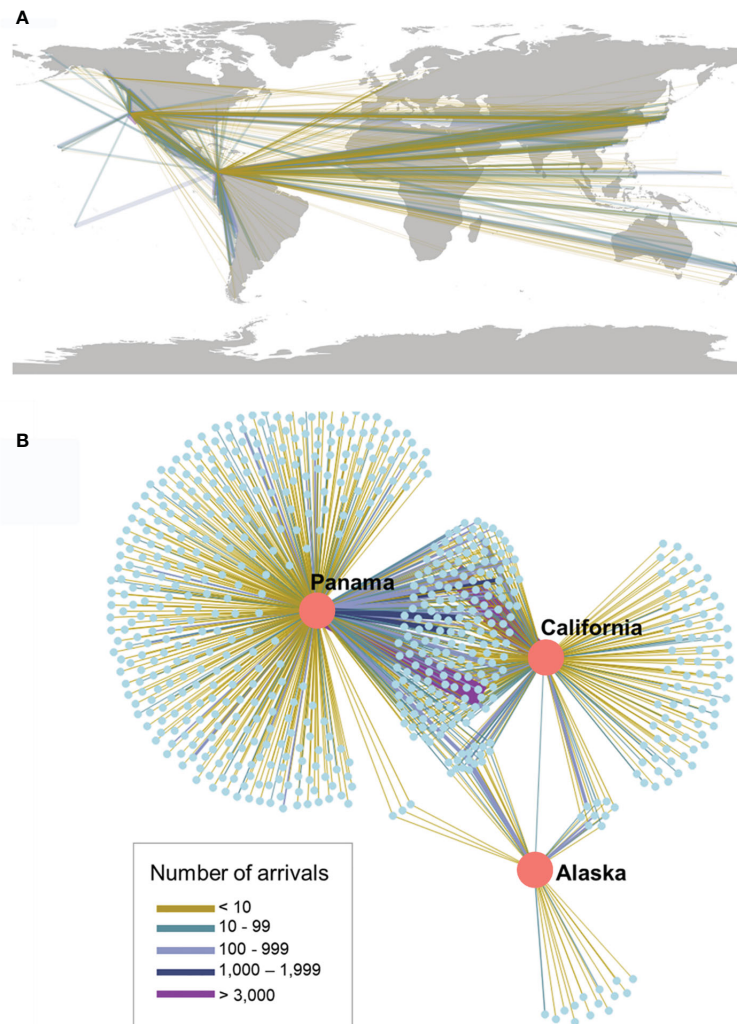 A
B
Panama
California
Alaska
Number of arrivals
< 10
10 - 99
100 - 999
1,000 – 1,999
> 3,000